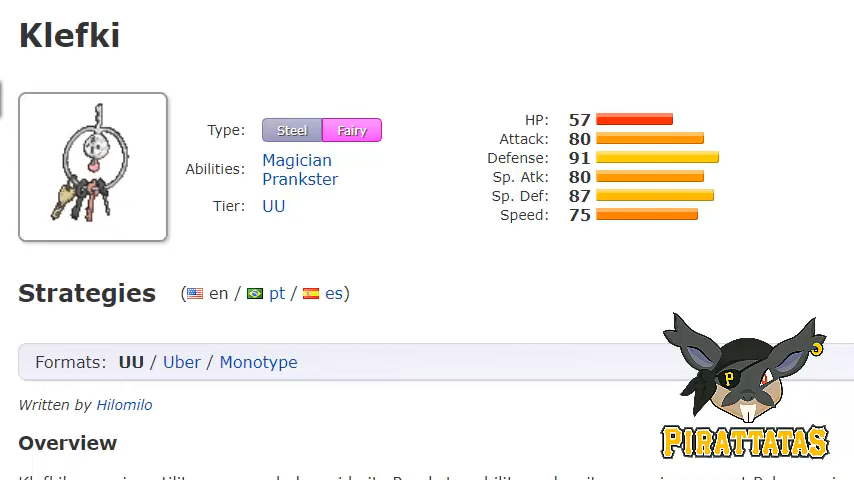 Klefki
Type: Steel Fairy
Abilities: Magician
Prankster
Tier: UU
HP: 57
Attack: 80
Defense: 91
Sp. Atk: 80
Sp. Def: 87
Speed: 75
Strategies (en / pt / es)
Formats: UU / Uber / Monotype
Written by Hilomilo
Overview
P
PIRATTATAS